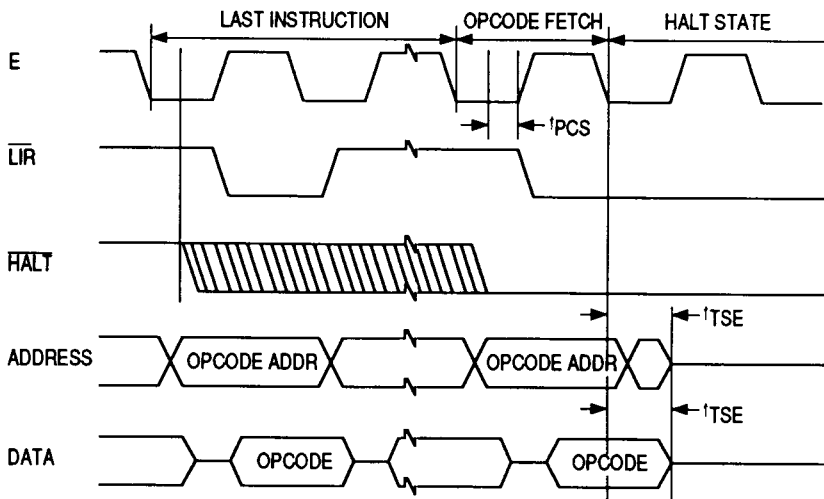 LAST INSTRUCTION OPCODE FETCH HALT STATE
E
tPCS
LIR
HALT
tTSE
ADDRESS OPCODE ADDR OPCODE ADDR
tTSE
DATA OPCODE OPCODE